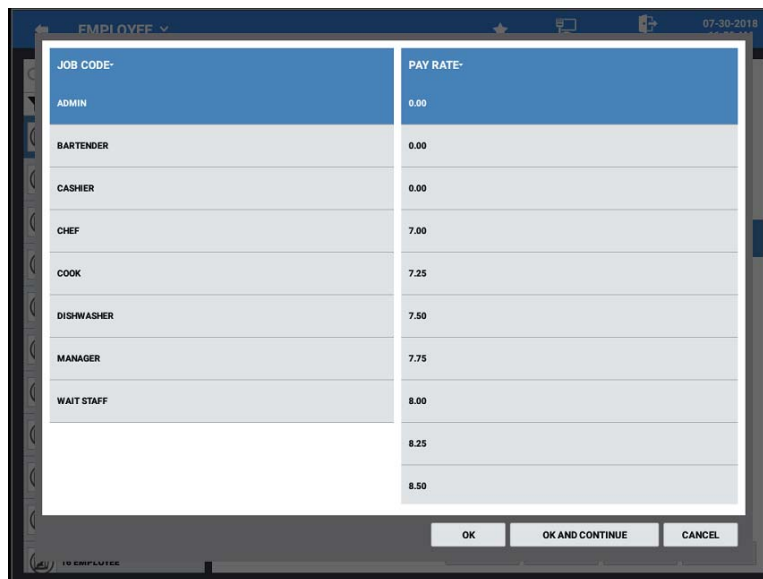 EMPLOYEE
07-30-2018
JOB CODE
PAY RATE
ADMIN
0.00
BARTENDER
0.00
CASHIER
0.00
CHEF
7.00
COOK
7.25
DISHWASHER
7.50
MANAGER
7.75
WAIT STAFF
8.00
8.25
8.50
OK
OK AND CONTINUE
CANCEL
16 EMPLOYEE